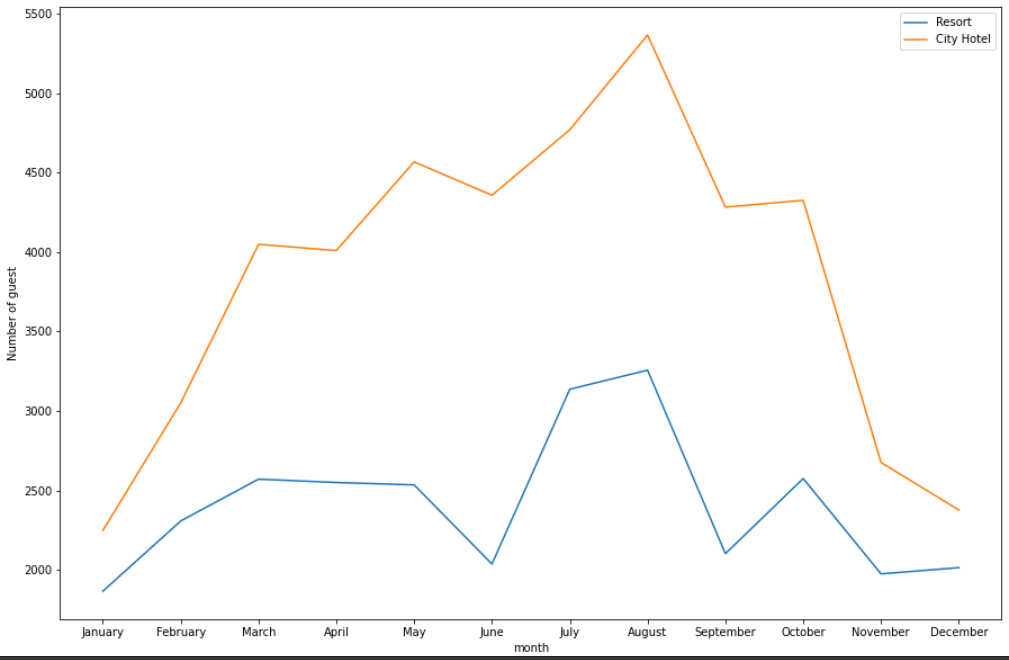 Resort
City Hotel
5500
5000
4500
4000
3500
3000
2500
2000
Number of guest
January February March April May June July August September October November December
month